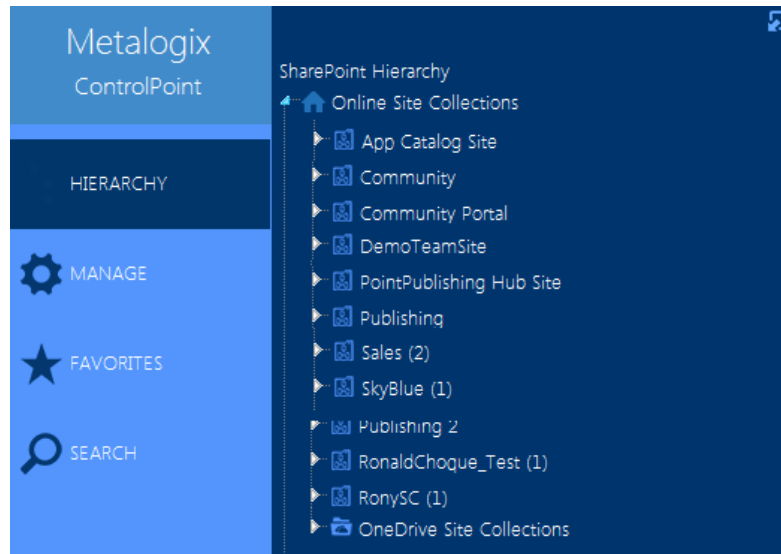 Metalogix
ControlPoint
HIERARCHY
MANAGE
FAVORITES
SEARCH
SharePoint Hierarchy
Online Site Collections
App Catalog Site
Community
Community Portal
DemoTeamSite
PointPublishing Hub Site
Publishing
Sales (2)
SkyBlue (1)
Publishing 2
RonaldChoque_Test (1)
RonySC (1)
OneDrive Site Collections